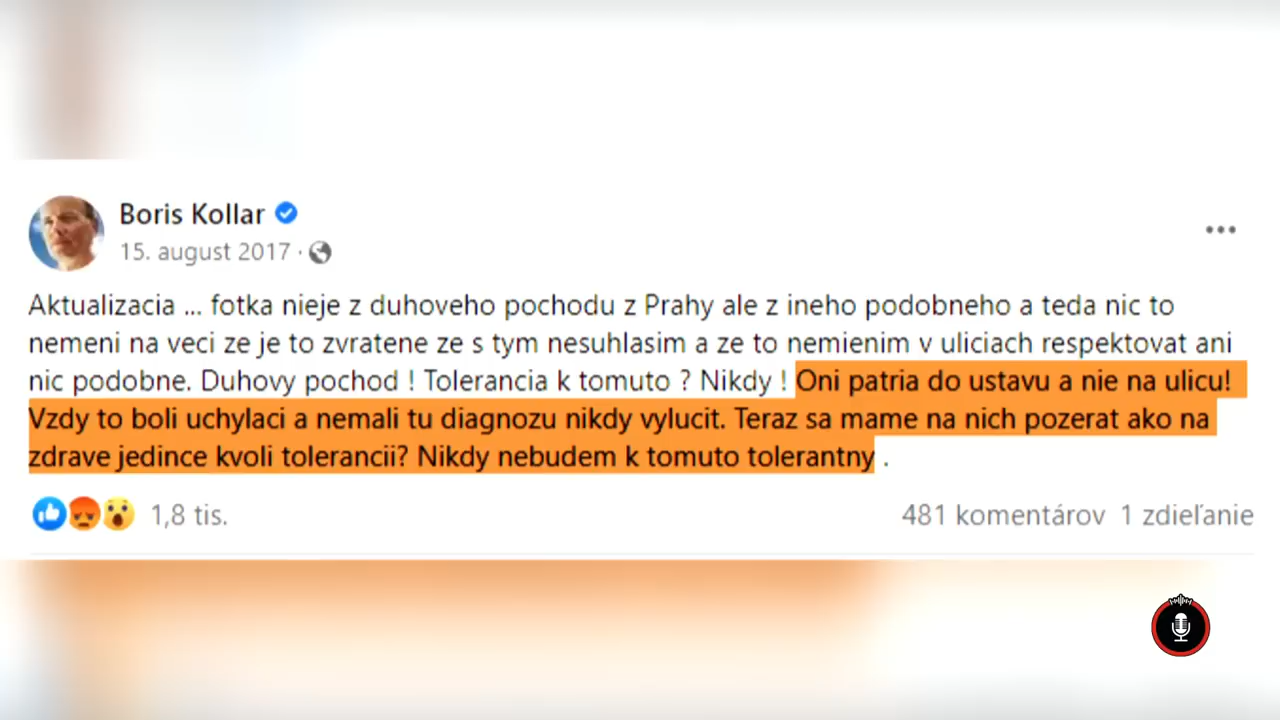 Boris Kollar
15. august 2017 ·
Aktualizacia ... fotka nieje z duhoveho pochodu z Prahy ale z ineho podobneho a teda nic to
nemeni na veci ze je to zvratene ze s tym nesuhlasim a ze to nemienim v uliciach respektovat ani
nic podobne. Duhovy pochod ! Tolerancia k tomuto ? Nikdy ! Oni patria do ustavu a nie na ulicu!
Vzdy to boli uchylaci a nemali tu diagnozu nikdy vylucit. Teraz sa mame na nich pozerat ako na
zdrave jedince kvoli tolerancii? Nikdy nebudem k tomuto tolerantny .
1,8 tis.
481 komentárov 1 zdieľanie